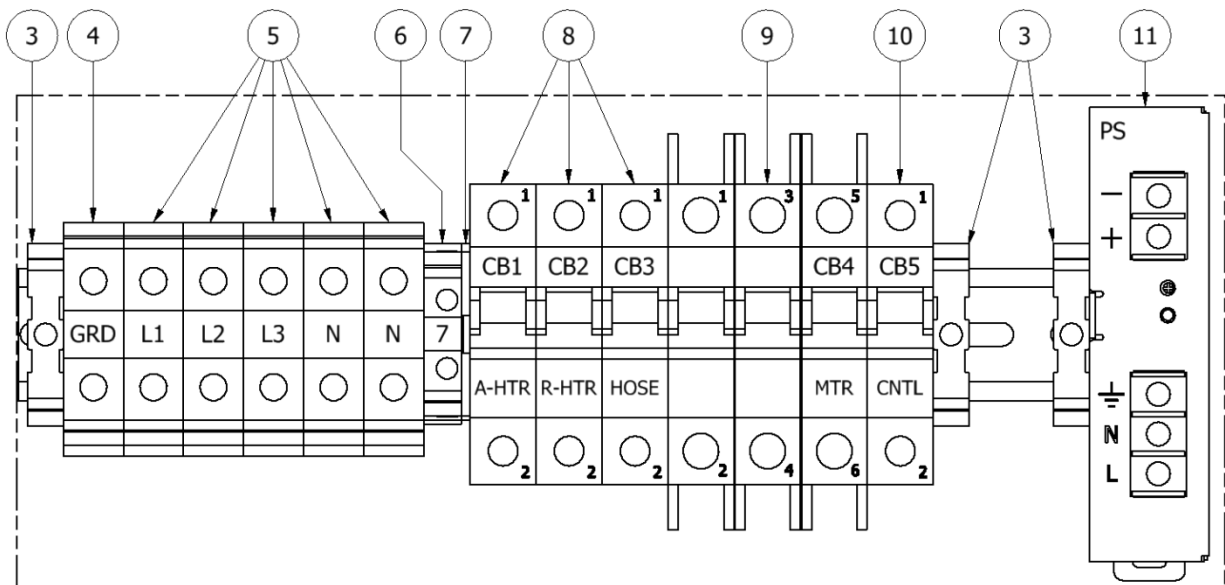 3 4 5 6 7 8 9 10 3 11
PS
1 1 1 1 3 5 1
−
+
CB1 CB2 CB3 CB4 CB5
GRD L1 L2 L3 N N 7
A-HTR R-HTR HOSE MTR CNTL
N
2 2 2 2 4 6 2
L